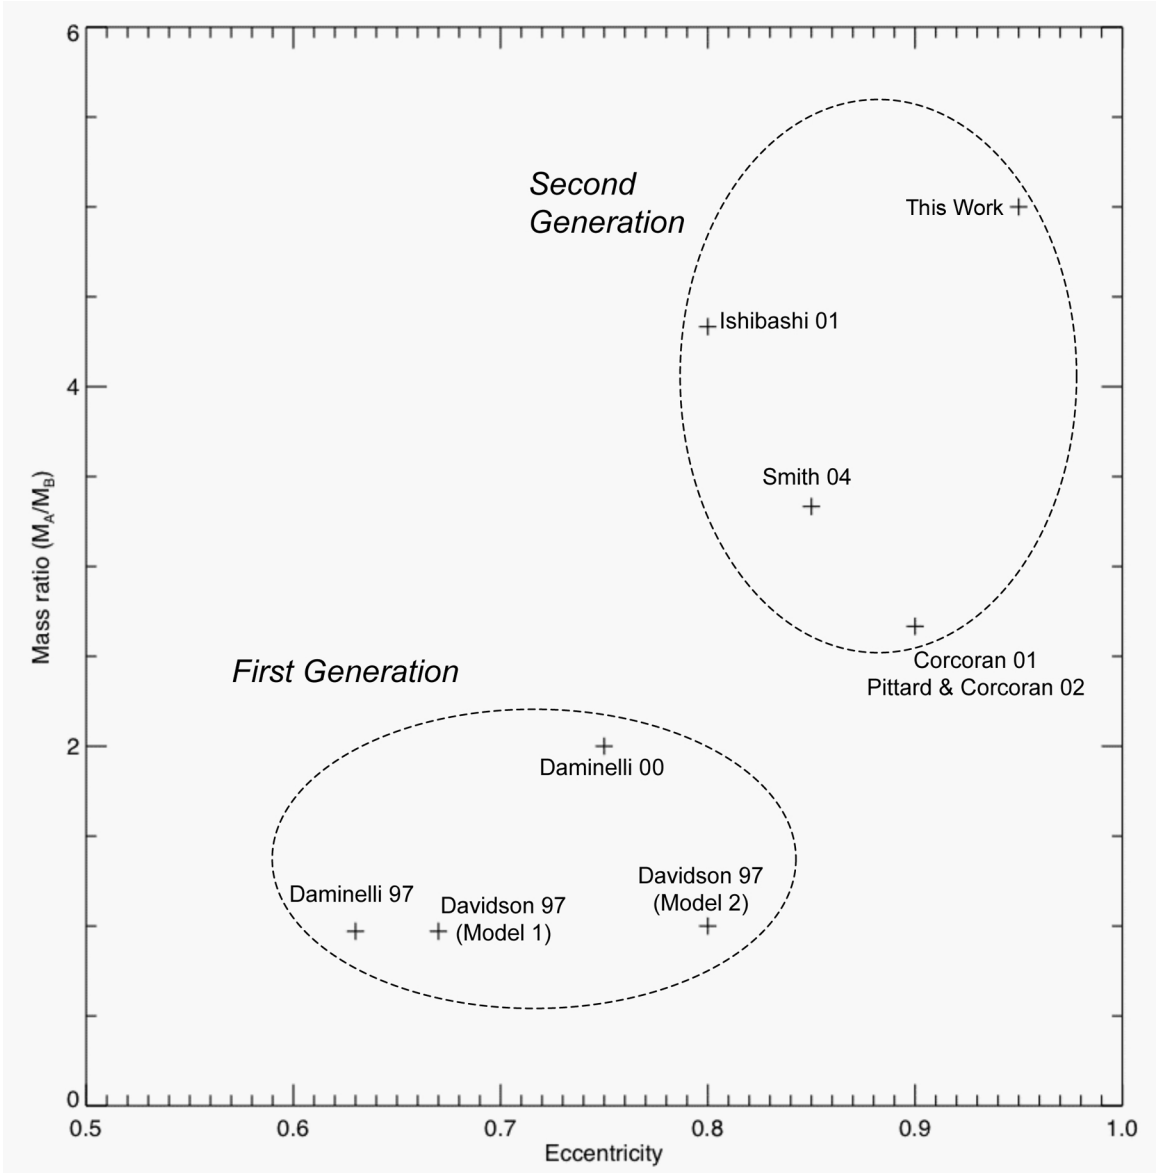 6
Second
Generation
This Work
Ishibashi 01
4
Smith 04
Mass ratio (M_A/M_B)
Corcoran 01
Pittard & Corcoran 02
First Generation
2
Daminelli 00
Davidson 97
(Model 2)
Daminelli 97
Davidson 97
(Model 1)
0
0.5 0.6 0.7 0.8 0.9 1.0
Eccentricity